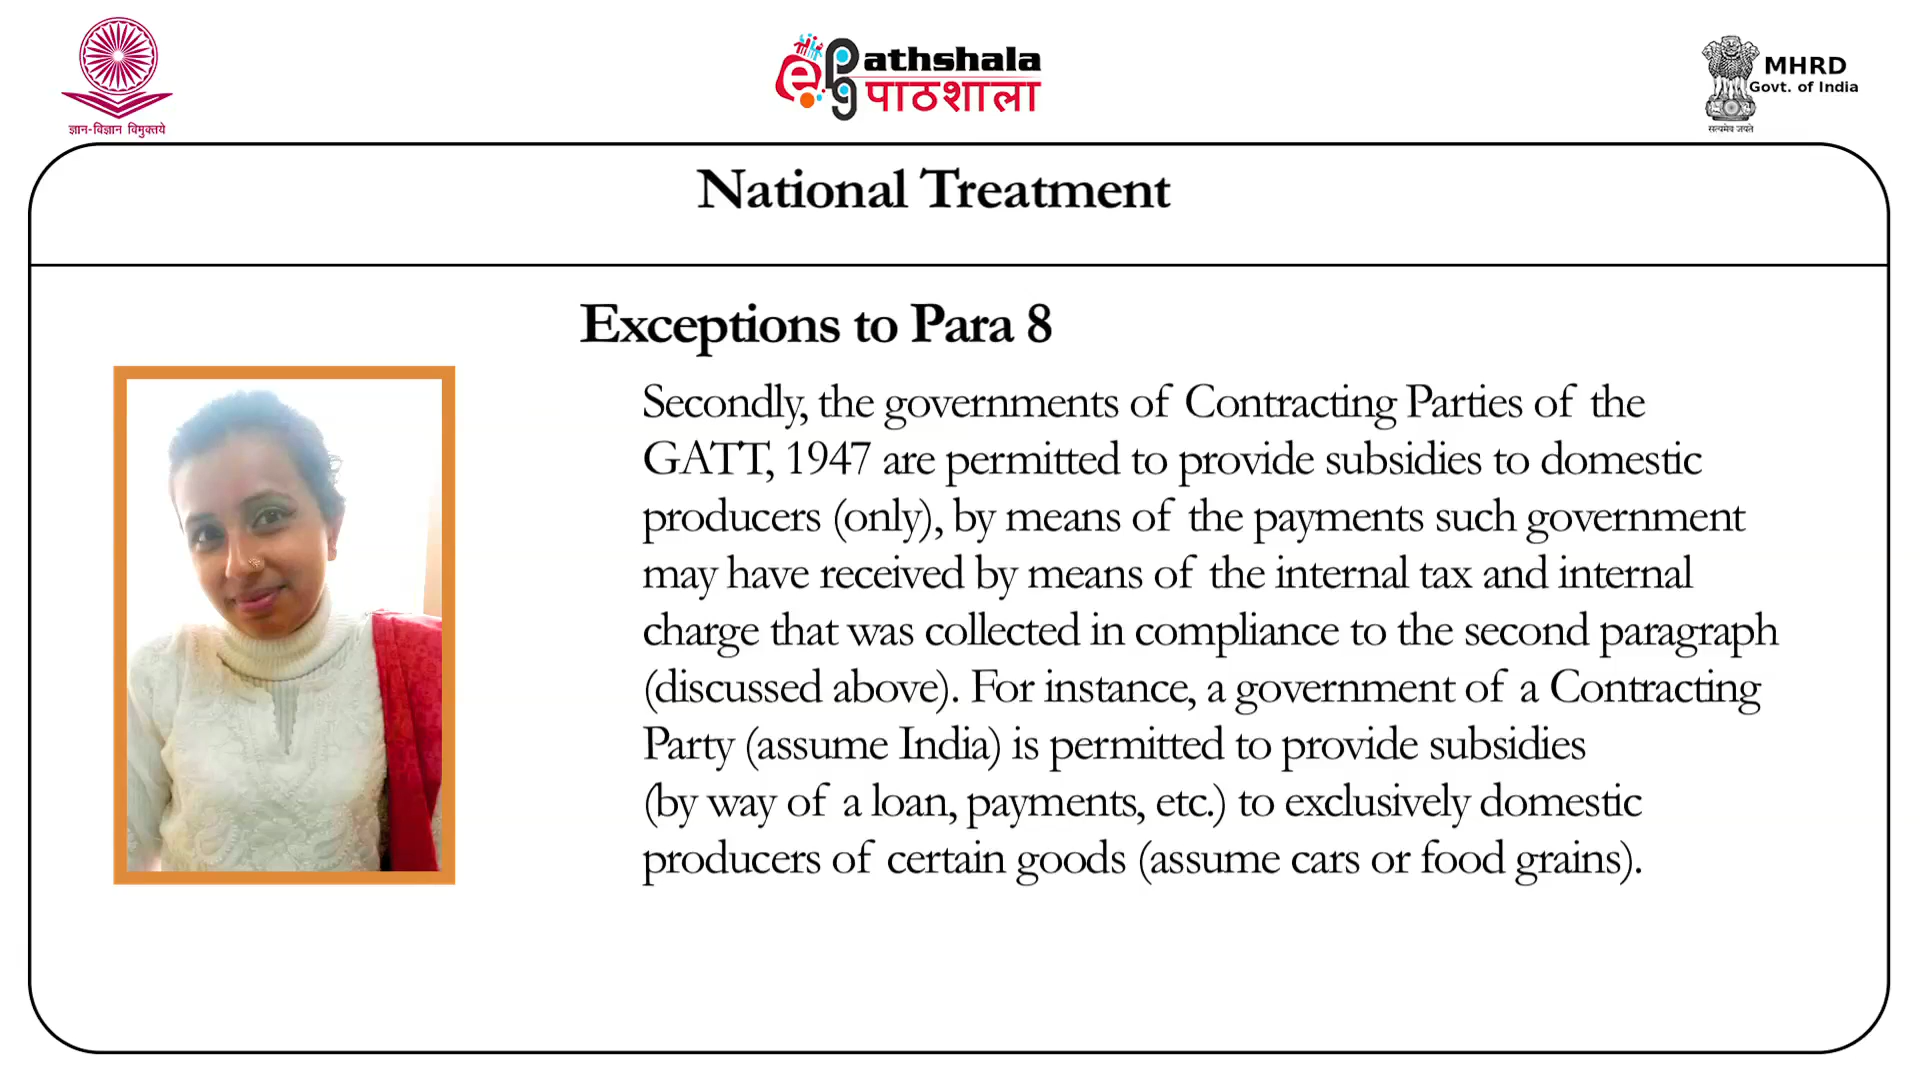 ज्ञान-विज्ञान विमुक्तये
ePG Pathshala
पाठशाला
MHRD
Govt. of India
सत्यमेव जयते
National Treatment
Exceptions to Para 8
Secondly, the governments of Contracting Parties of the
GATT, 1947 are permitted to provide subsidies to domestic
producers (only), by means of the payments such government
may have received by means of the internal tax and internal
charge that was collected in compliance to the second paragraph
(discussed above). For instance, a government of a Contracting
Party (assume India) is permitted to provide subsidies
(by way of a loan, payments, etc.) to exclusively domestic
producers of certain goods (assume cars or food grains).